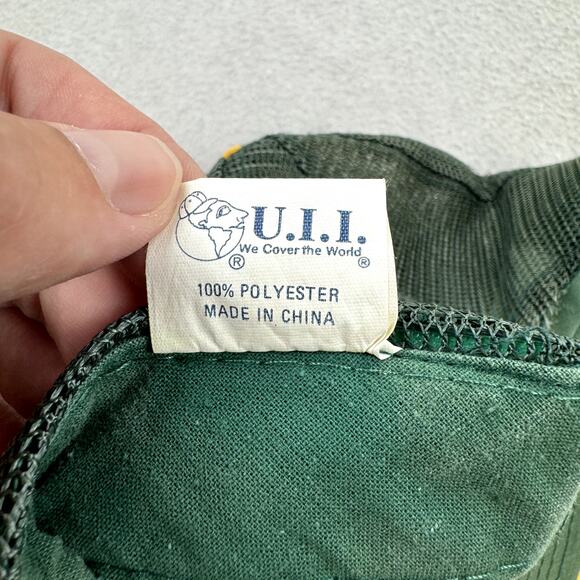 U.I.I.
We Cover the World
®
®
100% POLYESTER
MADE IN CHINA